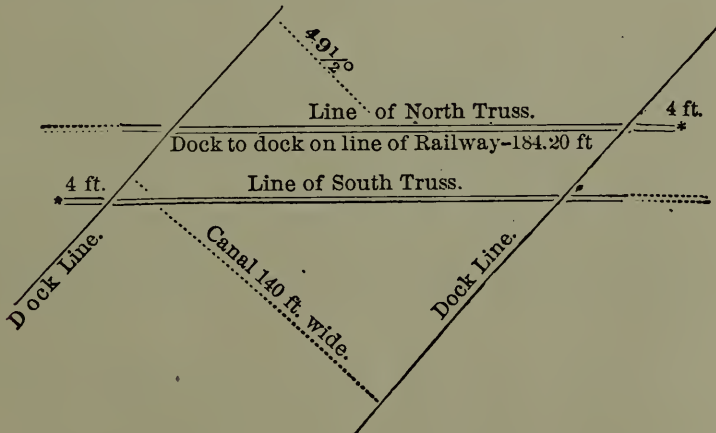 49½°
Line of North Truss.
4 ft.
*
Dock to dock on line of Railway-184.20 ft
4 ft.
*
Line of South Truss.
Dock Line.
Canal 140 ft. wide.
Dock Line.